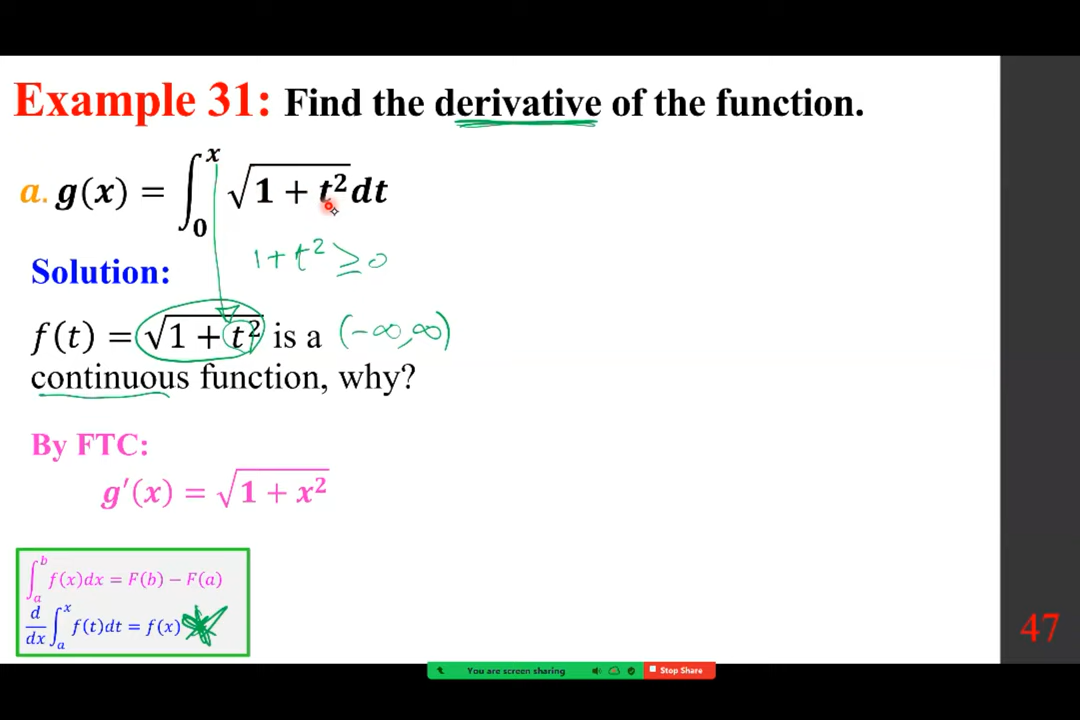 Example 31: Find the derivative of the function.
a. g(x) = ∫₀ˣ √(1 + t²) dt
1 + t² ≥ 0
Solution:
f(t) = √(1 + t²) is a (-∞, ∞)
continuous function, why?
By FTC:
g′(x) = √(1 + x²)
∫ₐᵇ f(x)dx = F(b) − F(a)
d/dx ∫ₐˣ f(t)dt = f(x)
47
You are screen sharing Stop Share